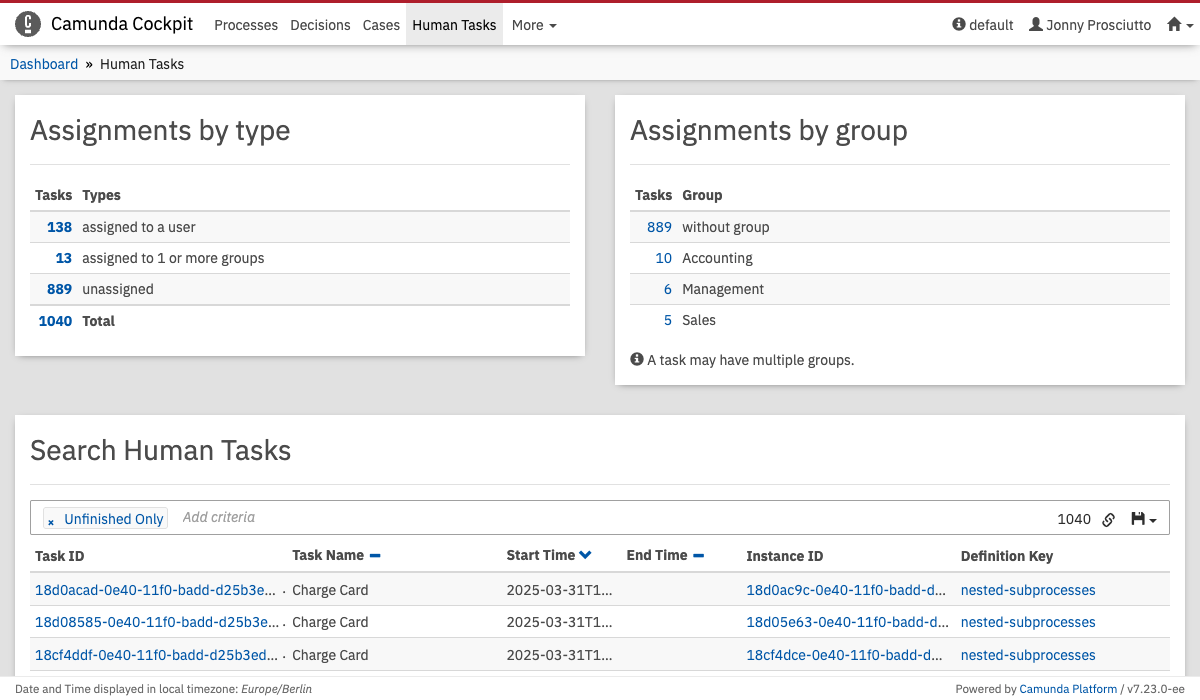 Camunda Cockpit Processes Decisions Cases Human Tasks More default Jonny Prosciutto
Dashboard » Human Tasks
Assignments by type
Tasks Types
138 assigned to a user
13 assigned to 1 or more groups
889 unassigned
1040 Total
Assignments by group
Tasks Group
889 without group
10 Accounting
6 Management
5 Sales
A task may have multiple groups.
Search Human Tasks
× Unfinished Only Add criteria 1040
Task ID Task Name Start Time End Time Instance ID Definition Key
18d0acad-0e40-11f0-badd-d25b3e... . Charge Card 2025-03-31T1... 18d0ac9c-0e40-11f0-badd-d... nested-subprocesses
18d08585-0e40-11f0-badd-d25b3e... . Charge Card 2025-03-31T1... 18d05e63-0e40-11f0-badd-d... nested-subprocesses
18cf4ddf-0e40-11f0-badd-d25b3ed... . Charge Card 2025-03-31T1... 18cf4dce-0e40-11f0-badd-d... nested-subprocesses
Date and Time displayed in local timezone: Europe/Berlin Powered by Camunda Platform / v7.23.0-ee